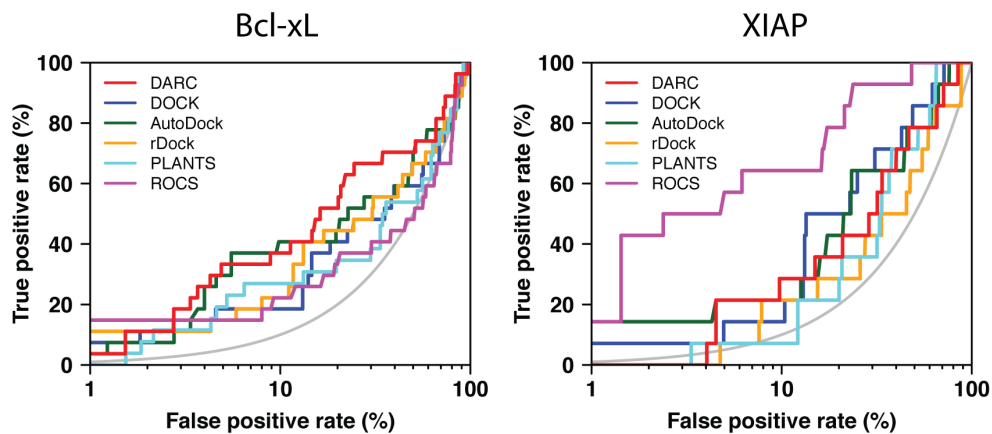 Bcl-xL
100
80
60
40
20
0
True positive rate (%)
DARC
DOCK
AutoDock
rDock
PLANTS
ROCS
1
10
100
False positive rate (%)
XIAP
100
80
60
40
20
0
True positive rate (%)
DARC
DOCK
AutoDock
rDock
PLANTS
ROCS
1
10
100
False positive rate (%)